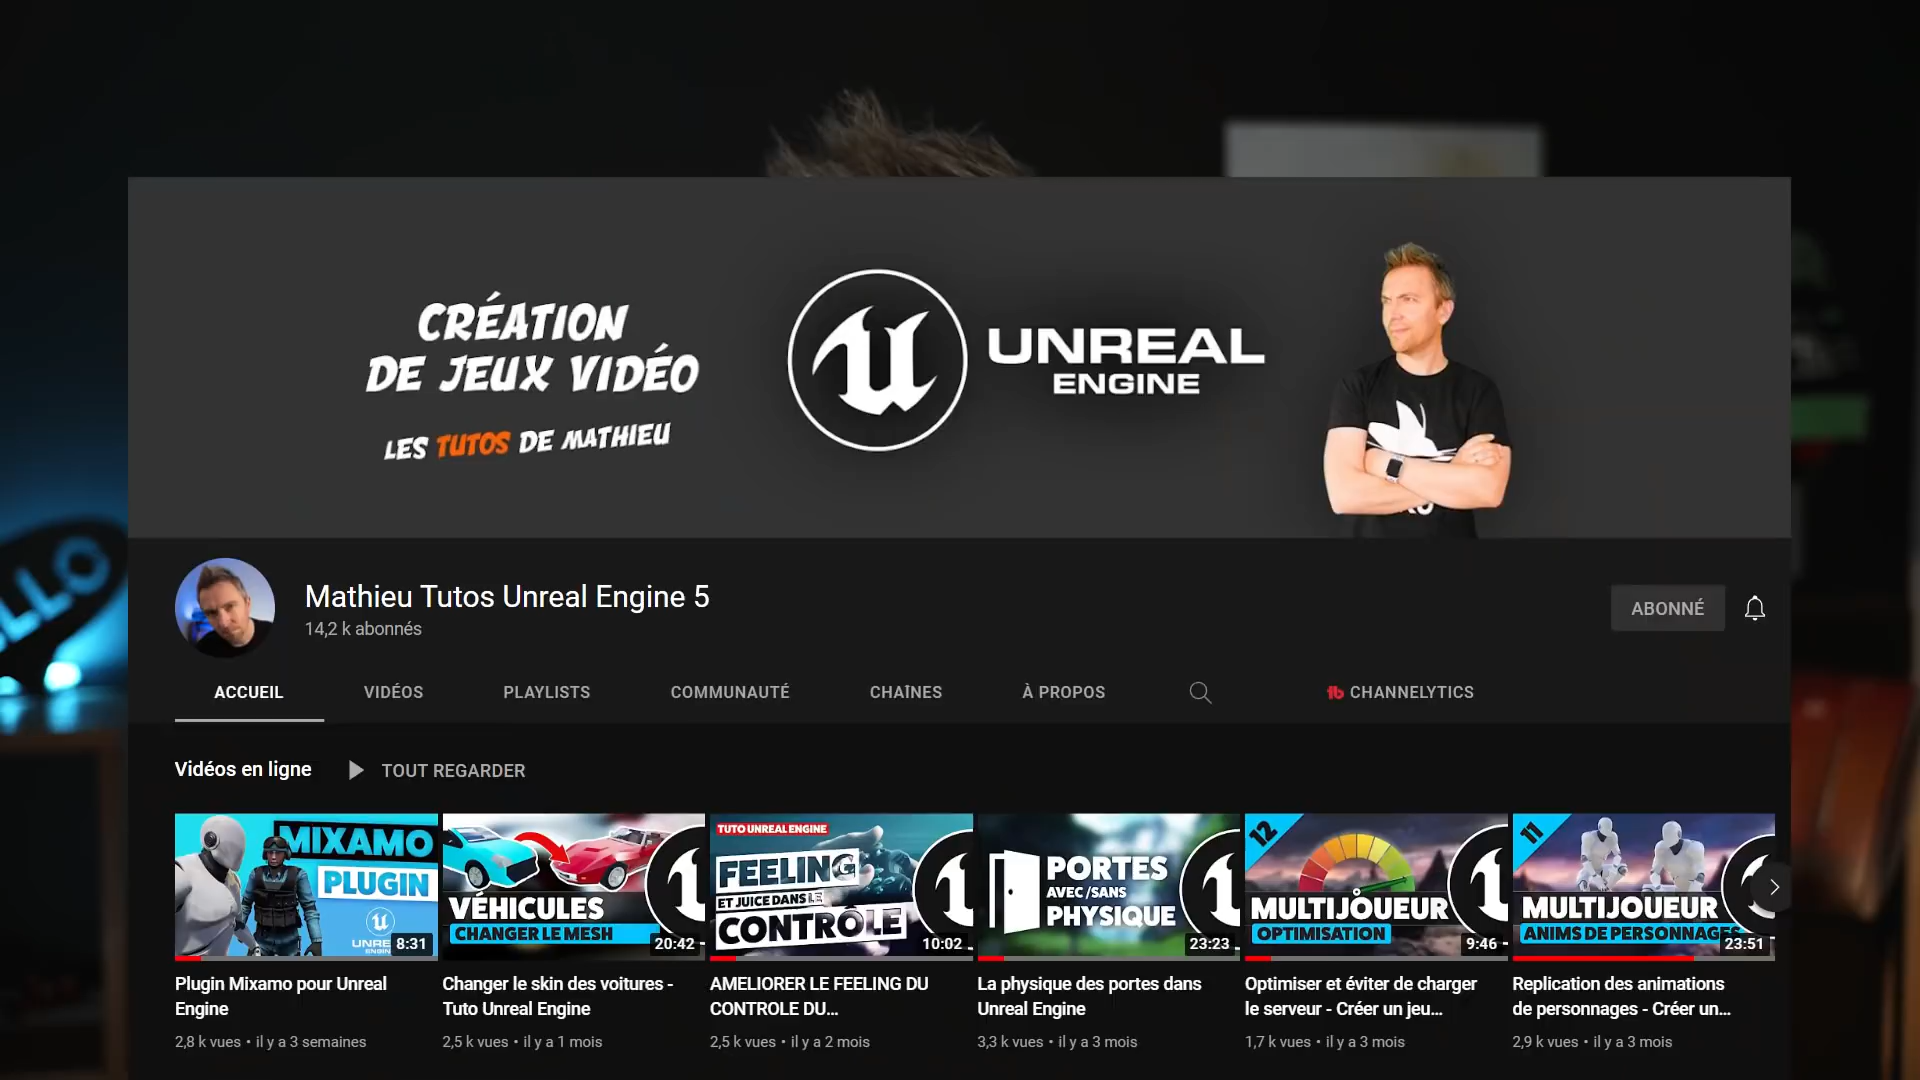 CRÉATION
DE JEUX VIDÉO
LES TUTOS DE MATHIEU
UNREAL
ENGINE
LLO
Mathieu Tutos Unreal Engine 5
14,2 k abonnés
ABONNÉ
ACCUEIL VIDÉOS PLAYLISTS COMMUNAUTÉ CHAÎNES À PROPOS CHANNELYTICS
Vidéos en ligne TOUT REGARDER
MIXAMO
PLUGIN
8:31
VÉHICULES
CHANGER LE MESH
20:42
TUTO UNREAL ENGINE
FEELING
ET JUICE DANS LE
CONTRÔLE
10:02
PORTES
AVEC/SANS
PHYSIQUE
23:23
12
MULTIJOUEUR
OPTIMISATION
9:46
11
MULTIJOUEUR
ANIMS DE PERSONNAGES
23:51
Plugin Mixamo pour Unreal
Engine
2,8 k vues • il y a 3 semaines
Changer le skin des voitures -
Tuto Unreal Engine
2,5 k vues • il y a 1 mois
AMELIORER LE FEELING DU
CONTROLE DU...
2,5 k vues • il y a 2 mois
La physique des portes dans
Unreal Engine
3,3 k vues • il y a 3 mois
Optimiser et éviter de charger
le serveur - Créer un jeu...
1,7 k vues • il y a 3 mois
Replication des animations
de personnages - Créer un...
2,9 k vues • il y a 3 mois